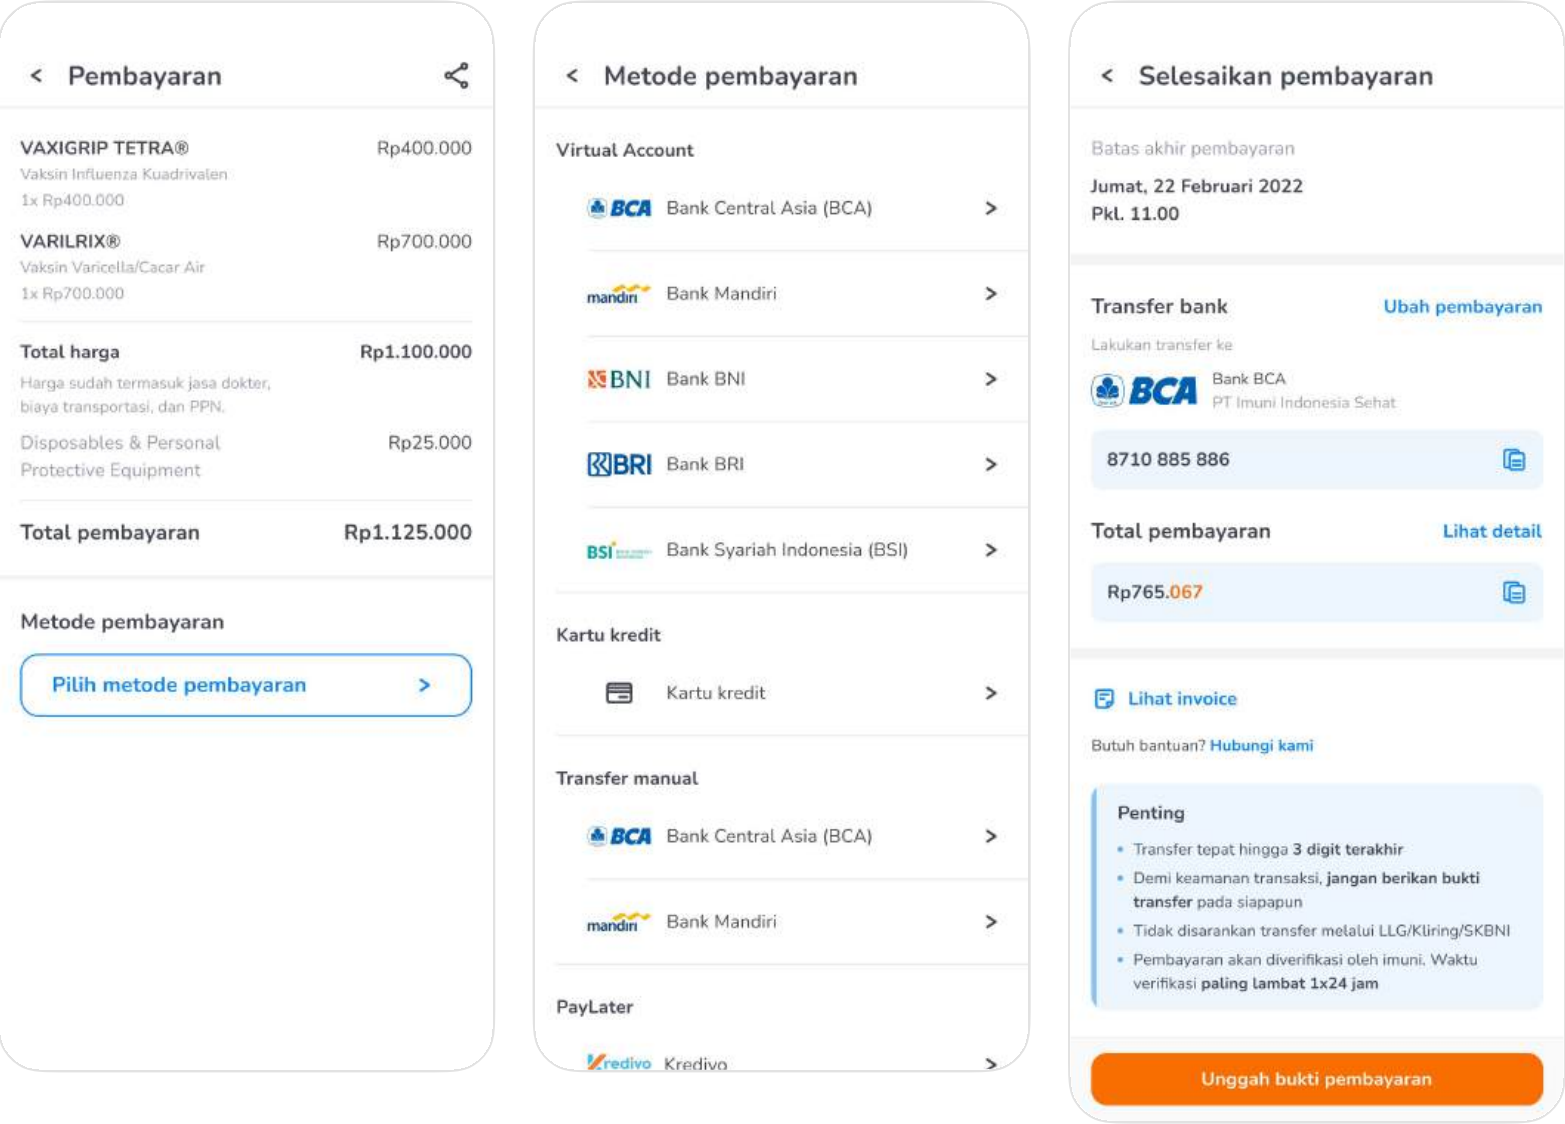 Pembayaran
VAXIGRIP TETRA® Rp400.000
Vaksin Influenza Kuadrivalen
1x Rp400.000
VARILRIX® Rp700.000
Vaksin Varicella/Cacar Air
1x Rp700.000
Total harga Rp1.100.000
Harga sudah termasuk jasa dokter,
biaya transportasi, dan PPN.
Disposables & Personal Rp25.000
Protective Equipment
Total pembayaran Rp1.125.000
Metode pembayaran
Pilih metode pembayaran
Metode pembayaran
Virtual Account
BCA Bank Central Asia (BCA)
mandiri Bank Mandiri
BNI Bank BNI
BRI Bank BRI
BSI Bank Syariah Indonesia (BSI)
Kartu kredit
Kartu kredit
Transfer manual
BCA Bank Central Asia (BCA)
mandiri Bank Mandiri
PayLater
Kredivo Kredivo
Selesaikan pembayaran
Batas akhir pembayaran
Jumat, 22 Februari 2022
Pkl. 11.00
Transfer bank Ubah pembayaran
Lakukan transfer ke
BCA Bank BCA
PT Imuni Indonesia Sehat
8710 885 886
Total pembayaran Lihat detail
Rp765.067
Lihat invoice
Butuh bantuan? Hubungi kami
Penting
• Transfer tepat hingga 3 digit terakhir
• Demi keamanan transaksi, jangan berikan bukti
transfer pada siapapun
• Tidak disarankan transfer melalui LLG/Kliring/SKBNI
• Pembayaran akan diverifikasi oleh imuni. Waktu
verifikasi paling lambat 1x24 jam
Unggah bukti pembayaran